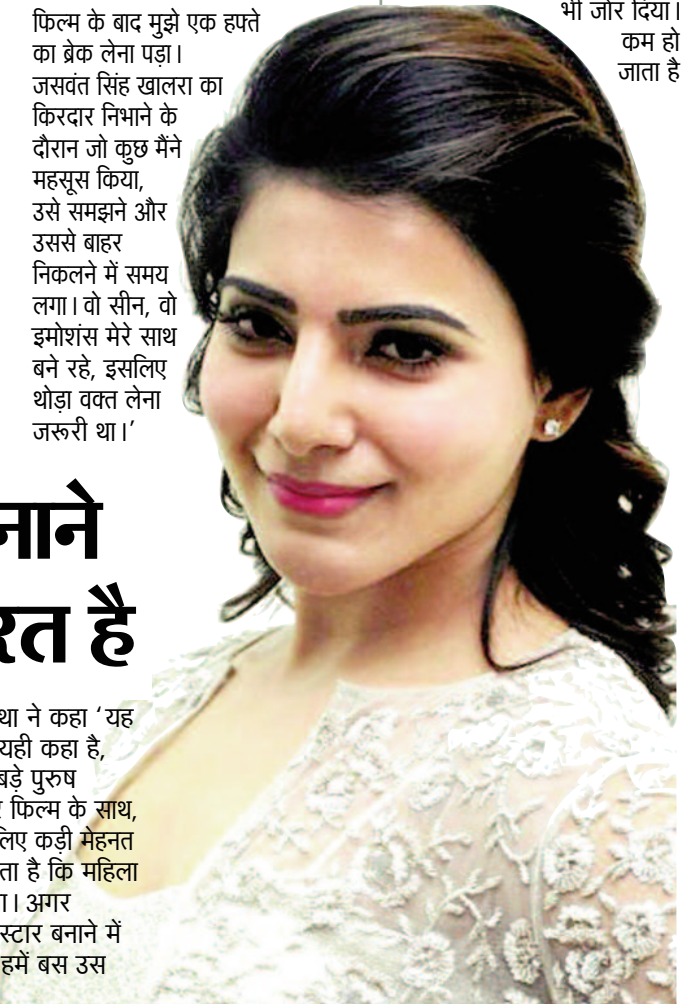 फिल्म के बाद मुझे एक हफ्ते
का ब्रेक लेना पड़ा।
जसवंत सिंह खालरा का
किरदार निभाने के
दौरान जो कुछ मैंने
महसूस किया,
उसे समझने और
उससे बाहर
निकलने में समय
लगा। वो सीन, वो
इमोशंस मेरे साथ
बने रहे, इसलिए
थोड़ा वक्त लेना
जरूरी था।’
भी जोर दिया।
कम हो
जाता है
नाने
रत है
था ने कहा ‘यह
यही कहा है,
बड़े पुरुष
र फिल्म के साथ,
लिए कड़ी मेहनत
ता है कि महिला
ा। अगर
स्टार बनाने में
हमें बस उस